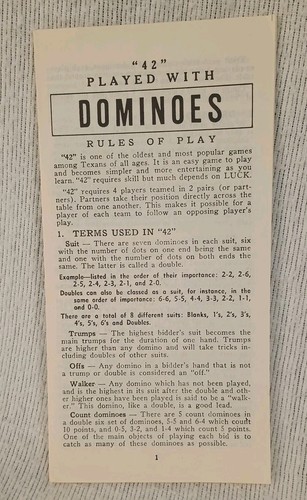 "42"
PLAYED WITH
DOMINOES
RULES OF PLAY
"42" is one of the oldest and most popular games
among Texans of all ages. It is an easy game to play
and becomes simpler and more entertaining as you
learn. "42" requires skill but much depends on LUCK.
"42" requires 4 players teamed in 2 pairs (or part-
ners). Partners take their position directly across the
table from one another. This makes it possible for a
player of each team to follow an opposing player's
play.
1. TERMS USED IN "42"
Suit — There are seven dominoes in each suit, six
with the number of dots on one end bring the same
and one with the number of dots on both ends the
same. The latter is called a double.
Example—listed in the order of their importance: 2-2, 2-6,
2-5, 2-4, 2-3, 2-1, and 2-0.
Doubles can also be classed as a suit, for instance, in the
same order of importance: 6-6, 5-5, 4-4, 3-3, 2-2, 1-1,
and 0-0.
There are a total of 8 different suits: Blanks, 1's, 2's, 3's,
4's, 5's, 6's and Doubles.
Trumps — The highest bidder's suit becomes the
main trumps for the duration of one hand. Trumps
are higher than any domino and will take tricks in-
cluding doubles of other suits.
Offs — Any domino in a bidder's hand that is
not a trump or double is considered an "off."
Walker — Any domino which has not been played,
and is the highest in its suit after the double and oth-
er higher ones have been played is said to be a "walk-
er." This domino, like a double, is a good lead.
Count dominoes — There are 5 count dominoes in
a double six set of dominoes, 5-5 and 6-4 which count
10 points, and 0-5, 3-2, and 1-4 which count 5 points.
One of the main objects of playing each bid is to
catch as many of these dominoes as possible.
1